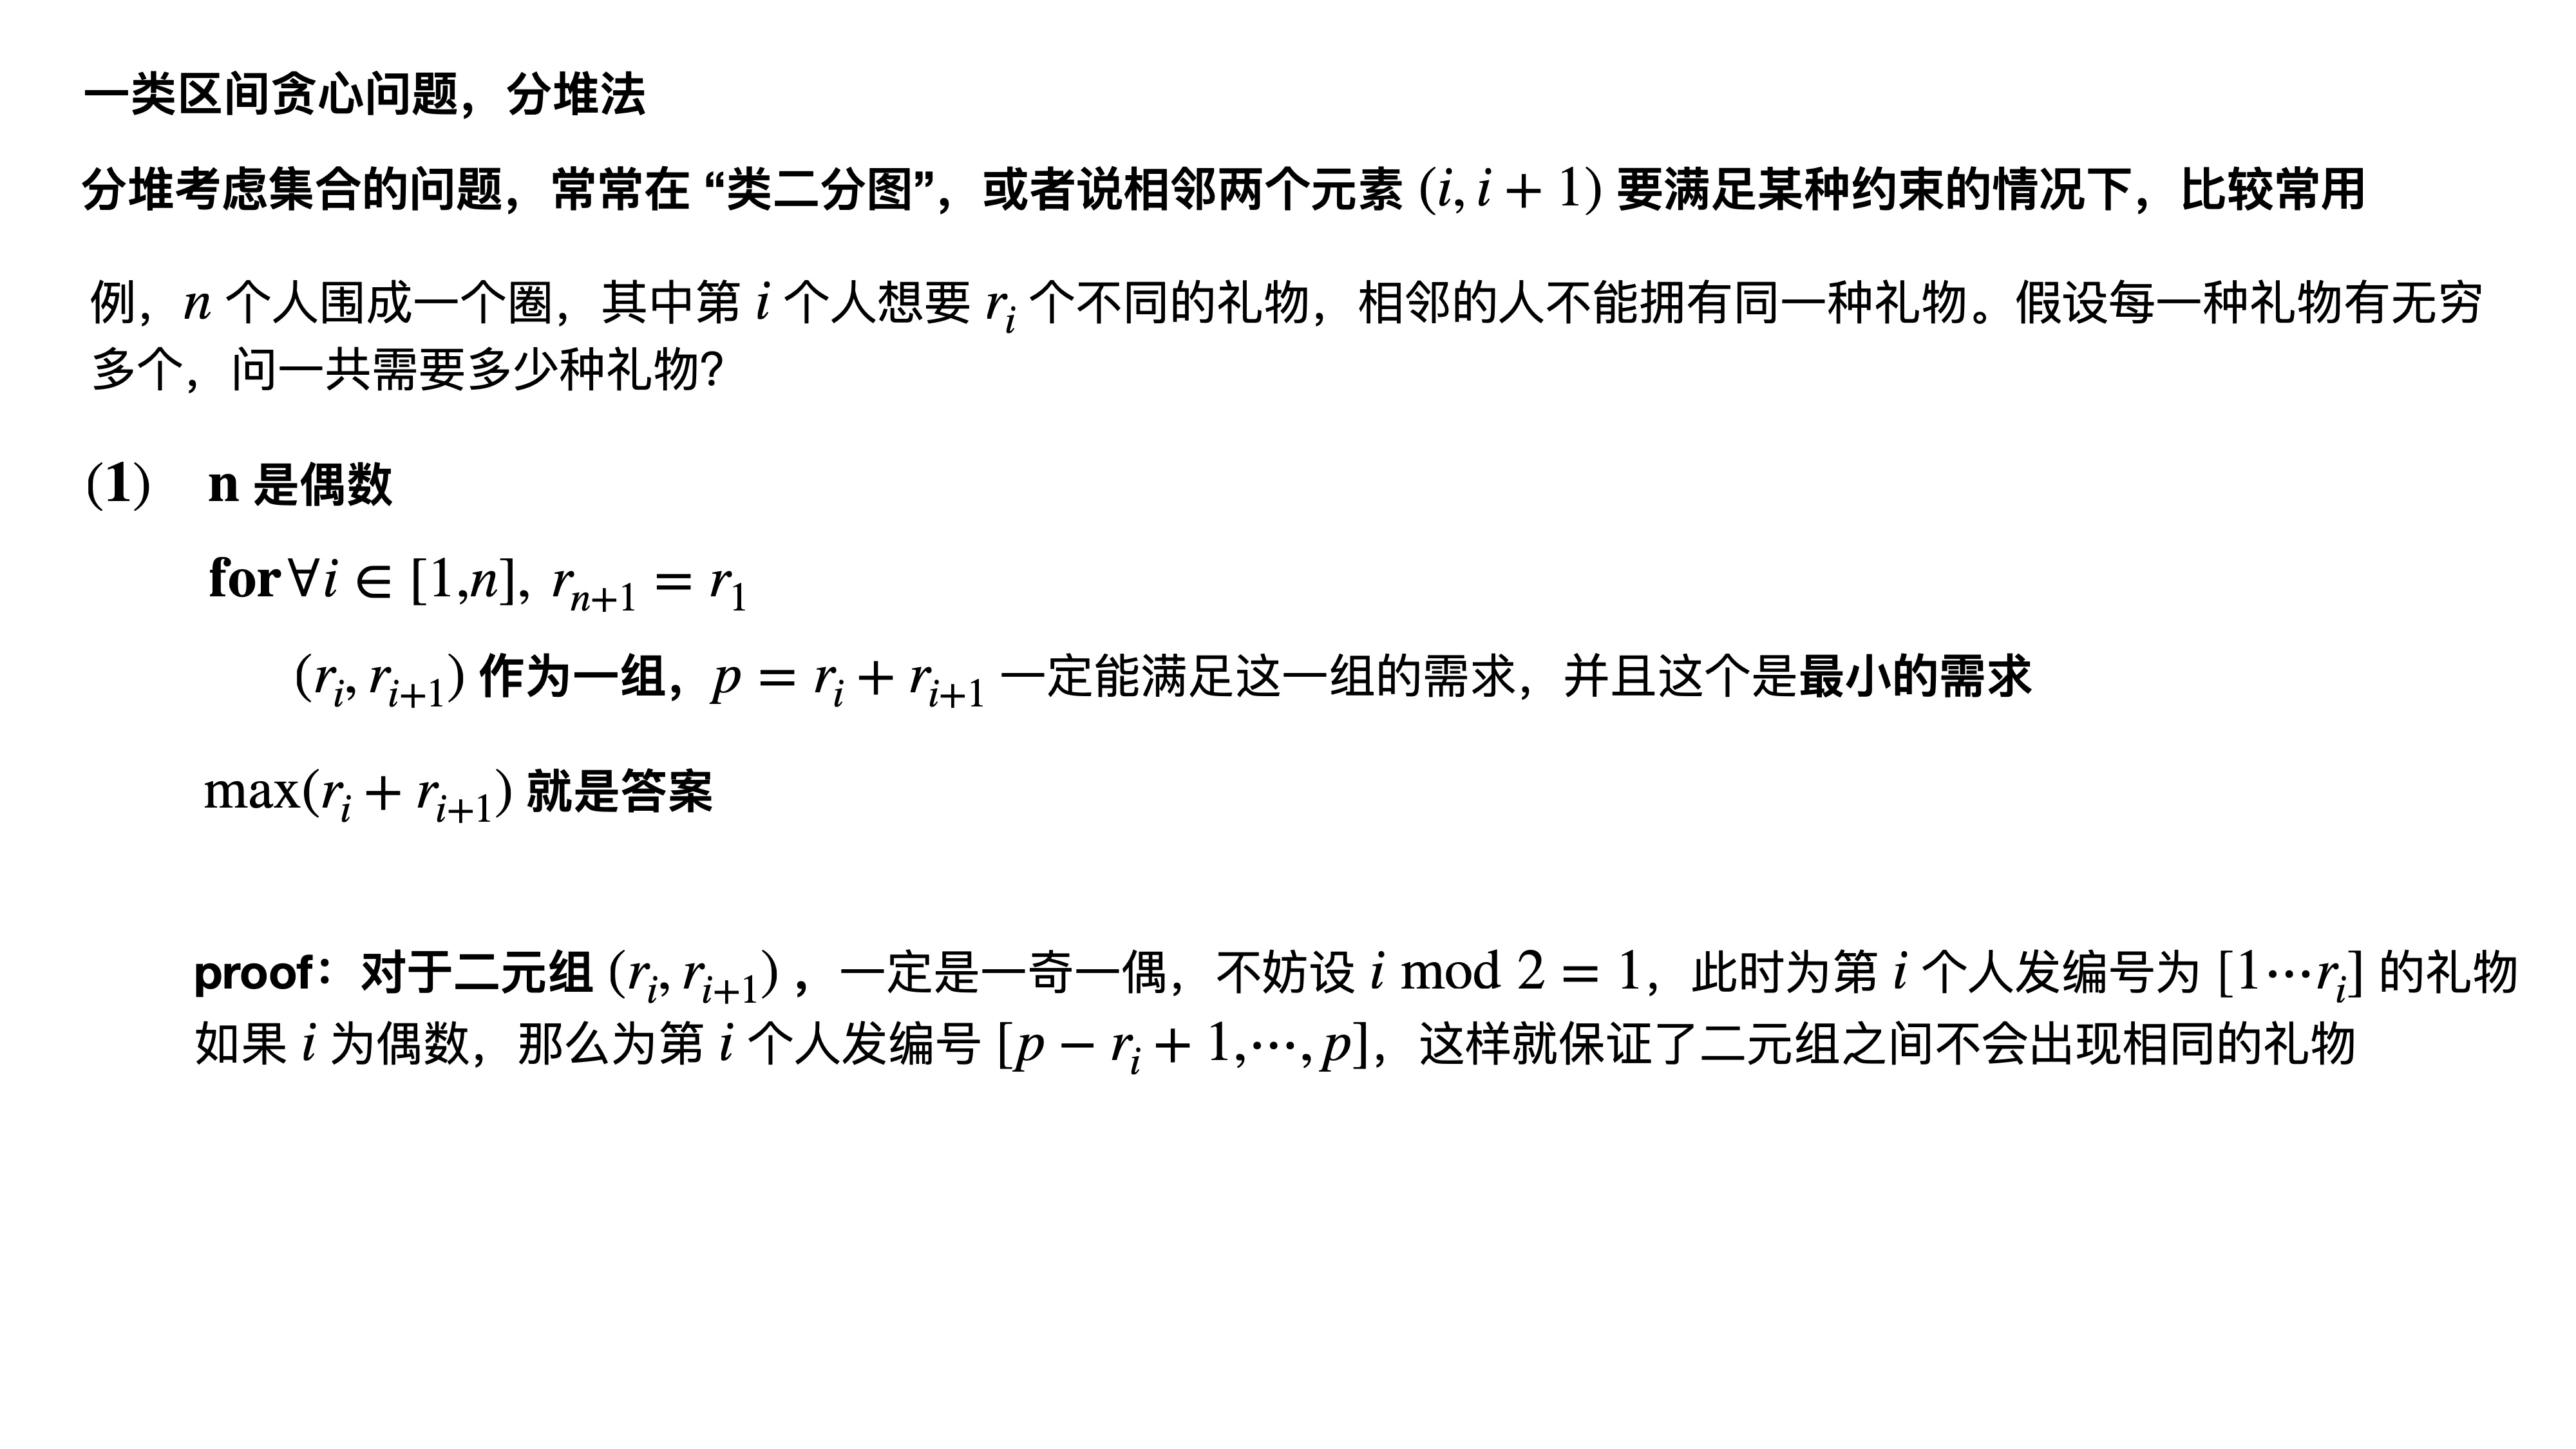 一类区间贪心问题，分堆法
分堆考虑集合的问题，常常在 “类二分图”，或者说相邻两个元素 (i, i + 1) 要满足某种约束的情况下，比较常用
例，n 个人围成一个圈，其中第 i 个人想要 r_i 个不同的礼物，相邻的人不能拥有同一种礼物。假设每一种礼物有无穷
多个，问一共需要多少种礼物?
(1) n 是偶数
for ∀i ∈ [1,n], r_{n+1} = r_1
(r_i, r_{i+1}) 作为一组，p = r_i + r_{i+1} 一定能满足这一组的需求，并且这个是最小的需求
max(r_i + r_{i+1}) 就是答案
proof：对于二元组 (r_i, r_{i+1}) ，一定是一奇一偶，不妨设 i mod 2 = 1，此时为第 i 个人发编号为 [1⋯r_i] 的礼物
如果 i 为偶数，那么为第 i 个人发编号 [p − r_i + 1,⋯, p]，这样就保证了二元组之间不会出现相同的礼物